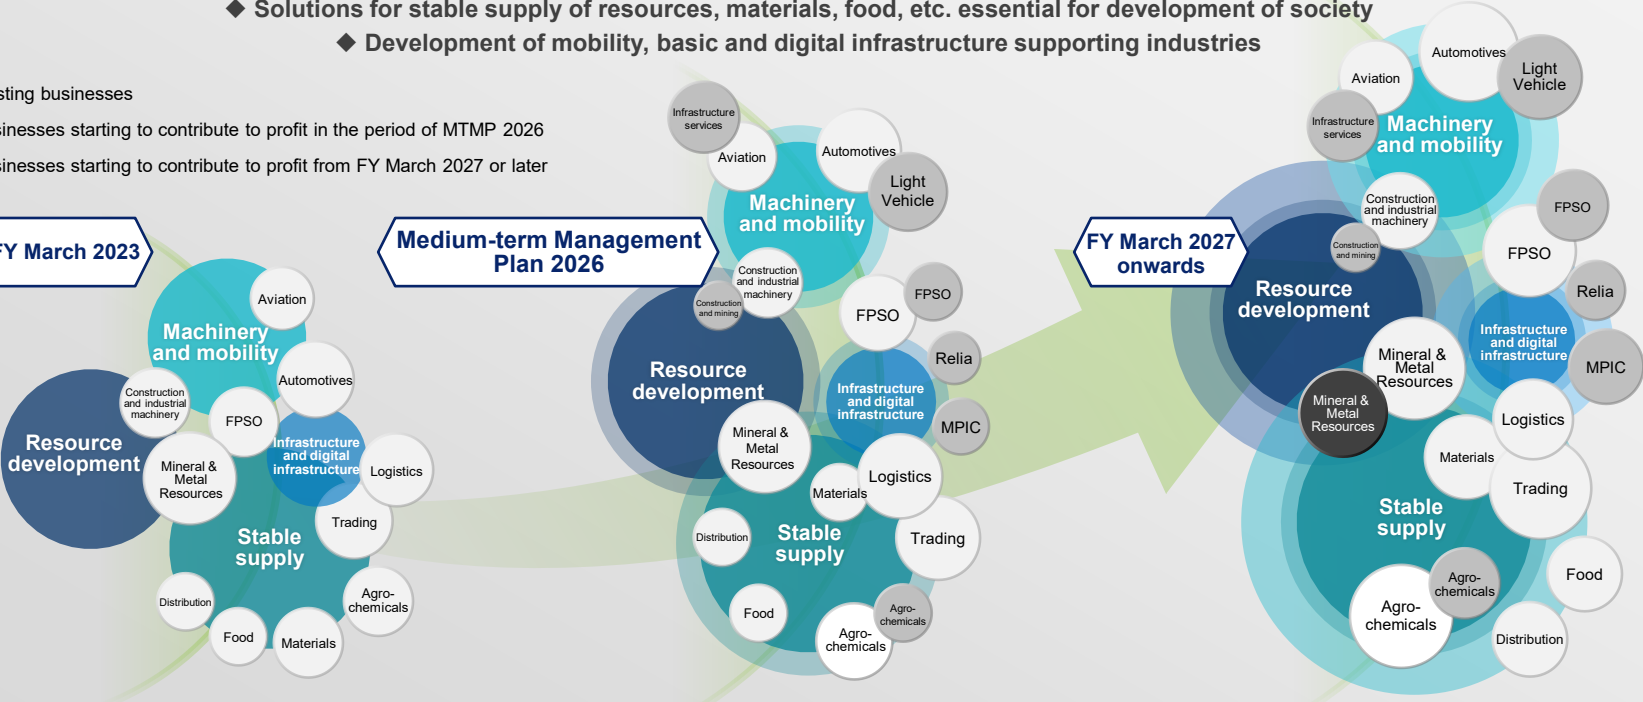 ◆ Solutions for stable supply of resources, materials, food, etc. essential for development of society
◆ Development of mobility, basic and digital infrastructure supporting industries
sting businesses
sinesses starting to contribute to profit in the period of MTMP 2026
sinesses starting to contribute to profit from FY March 2027 or later
FY March 2023
Aviation
Machinery
and mobility
Automotives
Construction
and industrial
machinery
FPSO
Resource
development
Infrastructure
and digital
infrastructure
Logistics
Mineral &
Metal
Resources
Trading
Stable
supply
Distribution
Agro-
chemicals
Food
Materials
Medium-term Management
Plan 2026
Infrastructure
services
Aviation
Automotives
Light
Vehicle
Machinery
and mobility
Construction
and industrial
machinery
Construction
and mining
FPSO
FPSO
Resource
development
Relia
Infrastructure
and digital
infrastructure
MPIC
Mineral &
Metal
Resources
Materials
Logistics
Distribution
Stable
supply
Trading
Food
Agro-
chemicals
Agro-
chemicals
FY March 2027
onwards
Automotives
Aviation
Light
Vehicle
Infrastructure
services
Machinery
and mobility
Construction
and industrial
machinery
Construction
and mining
FPSO
FPSO
Resource
development
Relia
Infrastructure
and digital
infrastructure
MPIC
Mineral &
Metal
Resources
Mineral &
Metal
Resources
Logistics
Materials
Trading
Stable
supply
Agro-
chemicals
Agro-
chemicals
Food
Distribution